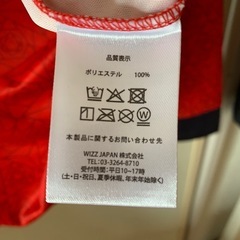 品質表示
ポリエステル 100%
本製品に関するお問い合わせ
WIZZ JAPAN 株式会社
TEL: 03-3264-8710
受付時間：平日10~17時
(土・日・祝日、夏季休暇、年末年始除く)